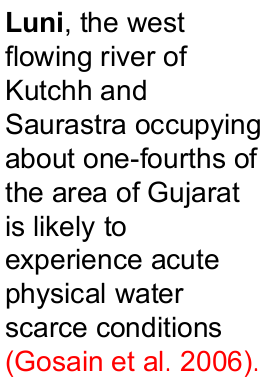 Luni, the west
flowing river of
Kutchh and
Saurastra occupying
about one-fourths of
the area of Gujarat
is likely to
experience acute
physical water
scarce conditions
(Gosain et al. 2006).